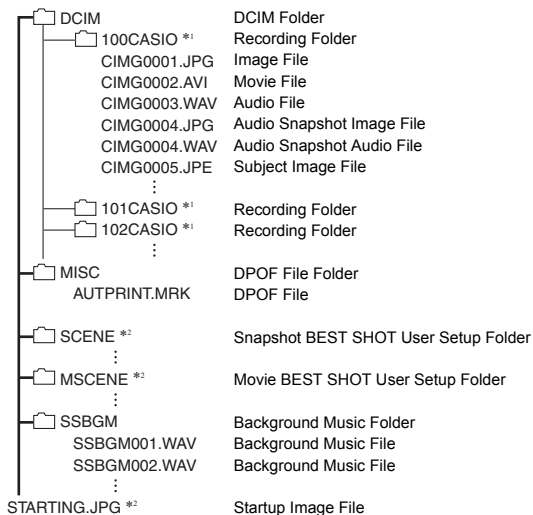 DCIM DCIM Folder
100CASIO *1 Recording Folder
CIMG0001.JPG Image File
CIMG0002.AVI Movie File
CIMG0003.WAV Audio File
CIMG0004.JPG Audio Snapshot Image File
CIMG0004.WAV Audio Snapshot Audio File
CIMG0005.JPE Subject Image File
101CASIO *1 Recording Folder
102CASIO *1 Recording Folder
MISC DPOF File Folder
AUTPRINT.MRK DPOF File
SCENE *2 Snapshot BEST SHOT User Setup Folder
MSCENE *2 Movie BEST SHOT User Setup Folder
SSBGM Background Music Folder
SSBGM001.WAV Background Music File
SSBGM002.WAV Background Music File
STARTING.JPG *2 Startup Image File